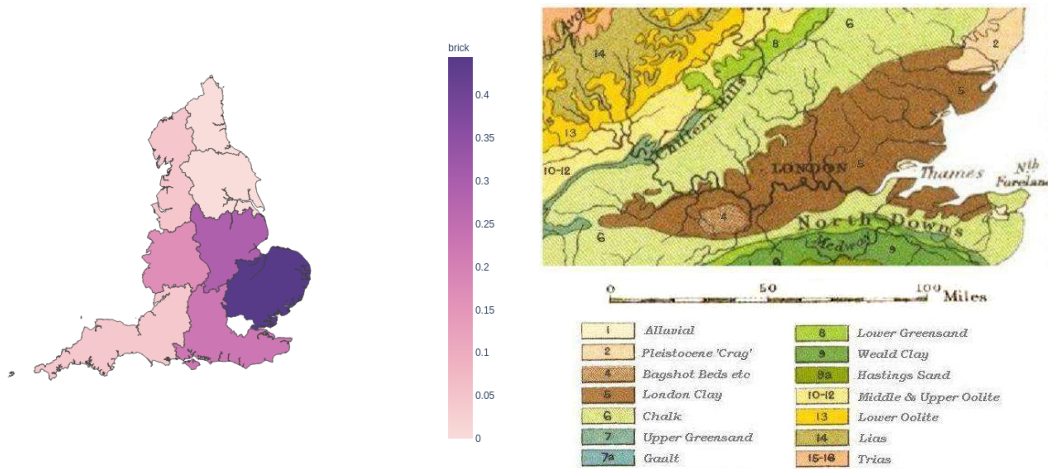 brick
0.4
0.35
0.3
0.25
0.2
0.15
0.1
0.05
0
6
2
14
8
5
Chiltern Hills
13
10-12
LONDON
5
Thames
Nth
Foreland
4
6
North Downs
Medway
9
0 50 100 Miles
1 Alluvial
2 Pleistocene 'Crag'
4 Bagshot Beds etc
5 London Clay
6 Chalk
7 Upper Greensand
7a Gault
8 Lower Greensand
9 Weald Clay
9a Hastings Sand
10-12 Middle & Upper Oolite
13 Lower Oolite
14 Lias
15-16 Trias